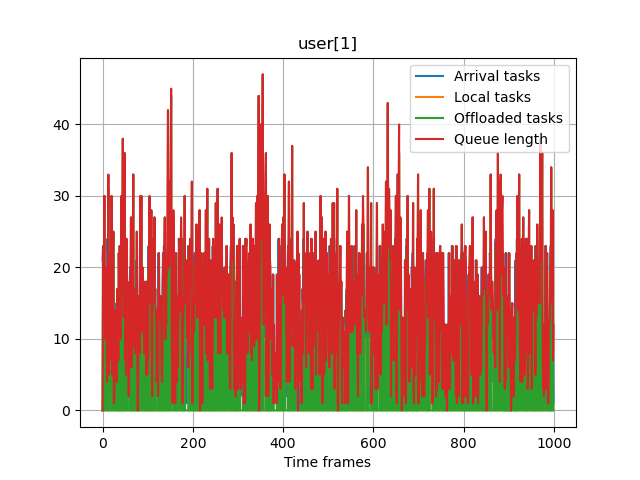 user[1]
Arrival tasks
Local tasks
Offloaded tasks
Queue length
40
30
20
10
0
0 200 400 600 800 1000
Time frames